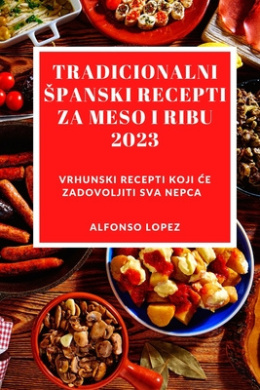 TRADICIONALNI
ŠPANSKI RECEPTI
ZA MESO I RIBU
2023
VRHUNSKI RECEPTI KOJI ĆE
ZADOVOLJITI SVA NEPCA
ALFONSO LOPEZ